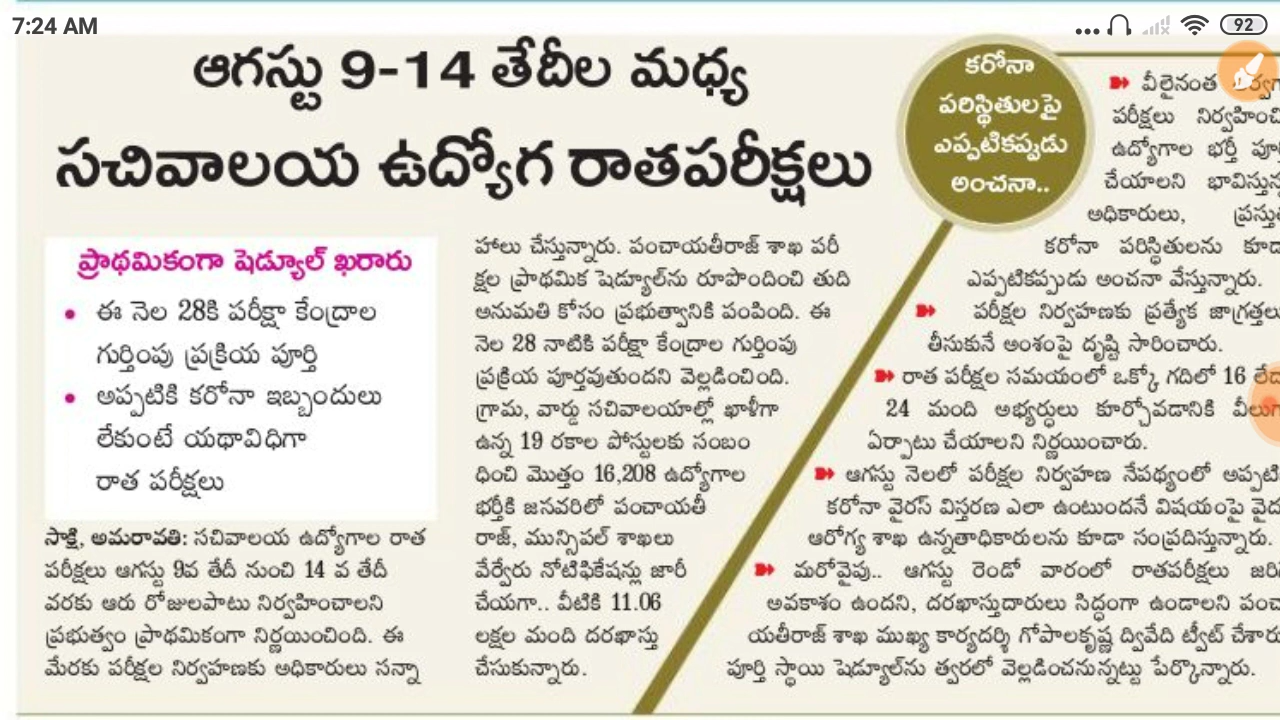 7:24 AM
92
ఆగస్టు 9-14 తేదీల మధ్య
సచివాలయ ఉద్యోగ రాతపరీక్షలు
ప్రాథమికంగా షెడ్యూల్ ఖరారు
• ఈ నెల 28కి పరీక్షా కేంద్రాల
గుర్తింపు ప్రక్రియ పూర్తి
• అప్పటికి కరోనా ఇబ్బందులు
లేకుంటే యథావిధిగా
రాత పరీక్షలు
సాక్షి, అమరావతి: సచివాలయ ఉద్యోగాల రాత
పరీక్షలు ఆగస్టు 9వ తేదీ నుంచి 14 వ తేదీ
వరకు ఆరు రోజులపాటు నిర్వహించాలని
ప్రభుత్వం ప్రాథమికంగా నిర్ణయించింది. ఈ
మేరకు పరీక్షల నిర్వహణకు అధికారులు సన్నా
హాలు చేస్తున్నారు. పంచాయతీరాజ్ శాఖ పరీ
క్షల ప్రాథమిక షెడ్యూల్‌ను రూపొందించి తుది
అనుమతి కోసం ప్రభుత్వానికి పంపింది. ఈ
నెల 28 నాటికి పరీక్షా కేంద్రాల గుర్తింపు
ప్రక్రియ పూర్తవుతుందని వెల్లడించింది.
గ్రామ, వార్డు సచివాలయాల్లో ఖాళీగా
ఉన్న 19 రకాల పోస్టులకు సంబం
ధించి మొత్తం 16,208 ఉద్యోగాల
భర్తీకి జనవరిలో పంచాయతీ
రాజ్, మున్సిపల్ శాఖలు
వేర్వేరు నోటిఫికేషన్లు జారీ
చేయగా.. వీటికి 11.06
లక్షల మంది దరఖాస్తు
చేసుకున్నారు.
కరోనా
పరిస్థితులపై
ఎప్పటికప్పుడు
అంచనా..
వీలైనంత
పరీక్షలు నిర్వహించి
ఉద్యోగాల భర్తీ
చేయాలని
అధికారులు,
కరోనా పరిస్థితులను కూడ
ఎప్పటికప్పుడు అంచనా వేస్తున్నారు.
పరీక్షల నిర్వహణకు ప్రత్యేక జాగ్రత్తలు
తీసుకునే అంశంపై దృష్టి సారించారు.
రాత పరీక్షల సమయంలో ఒక్కో గదిలో 16 లేదా
24 మంది అభ్యర్థులు కూర్చోవడానికి
ఏర్పాటు చేయాలని నిర్ణయించారు.
ఆగస్టు నెలలో పరీక్షల నిర్వహణ నేపథ్యంలో అప్పటి
కరోనా వైరస్ విస్తరణ ఎలా ఉంటుందనే విషయంపై వైద
ఆరోగ్య శాఖ ఉన్నతాధికారులను కూడా సంప్రదిస్తున్నారు.
మరోవైపు.. ఆగస్టు రెండో వారంలో రాతపరీక్షలు జరి
అవకాశం ఉందని, దరఖాస్తుదారులు సిద్ధంగా ఉండాలని పంచ
యతీరాజ్ శాఖ ముఖ్య కార్యదర్శి గోపాలకృష్ణ ద్వివేది ట్వీట్ చేశారు
పూర్తి స్థాయి షెడ్యూల్‌ను త్వరలో వెల్లడించనున్నట్టు పేర్కొన్నారు.